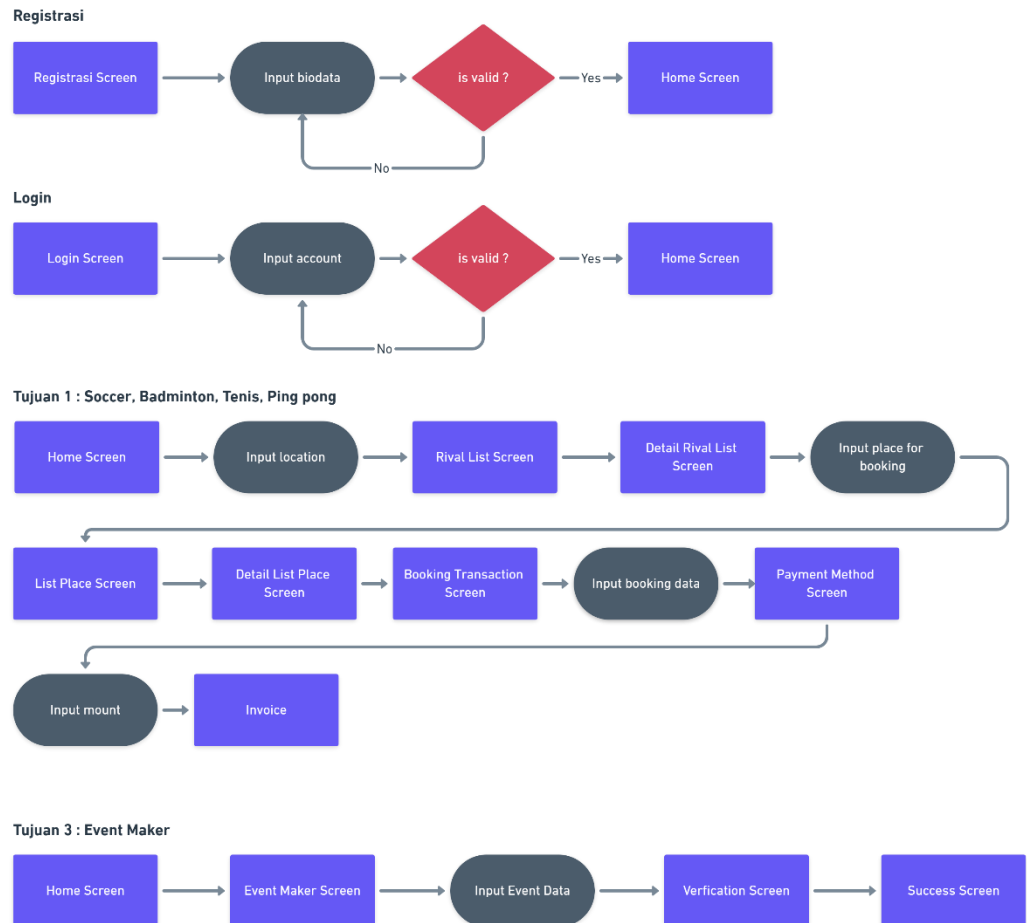 Registrasi
Registrasi Screen
Input biodata
is valid ?
Yes
Home Screen
No
Login
Login Screen
Input account
is valid ?
Yes
Home Screen
No
Tujuan 1 : Soccer, Badminton, Tenis, Ping pong
Home Screen
Input location
Rival List Screen
Detail Rival List
Screen
Input place for
booking
List Place Screen
Detail List Place
Screen
Booking Transaction
Screen
Input booking data
Payment Method
Screen
Input mount
Invoice
Tujuan 3 : Event Maker
Home Screen
Event Maker Screen
Input Event Data
Verfication Screen
Success Screen